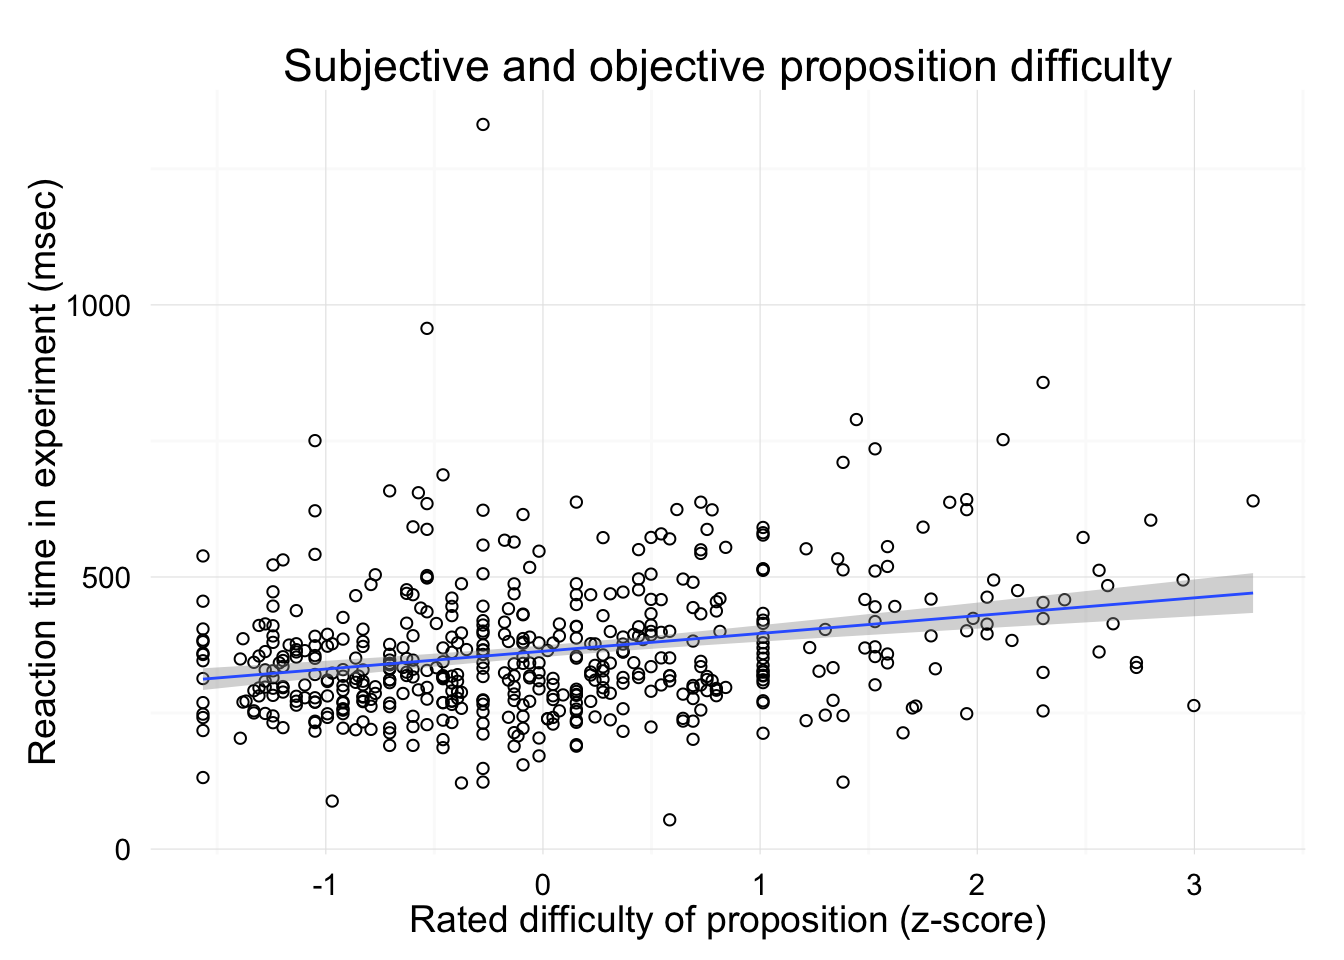 Subjective and objective proposition difficulty
Reaction time in experiment (msec)
1000
500
0
-1
0
1
2
3
Rated difficulty of proposition (z-score)